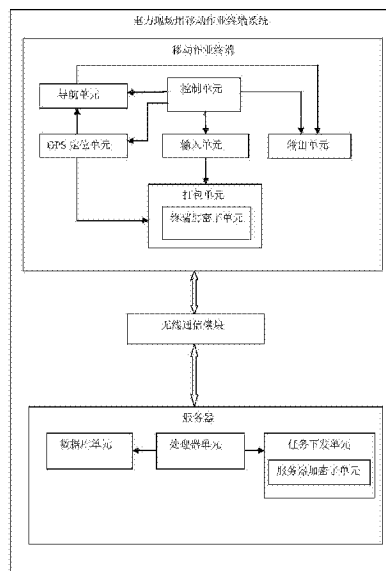 电力现场用移动作业终端系统
移动作业终端
导航单元
控制单元
GPS 定位单元
输入单元
输出单元
打包单元
终端加密子单元
无线通信模块
服务器
数据库单元
处理器单元
任务下发单元
服务器加密子单元